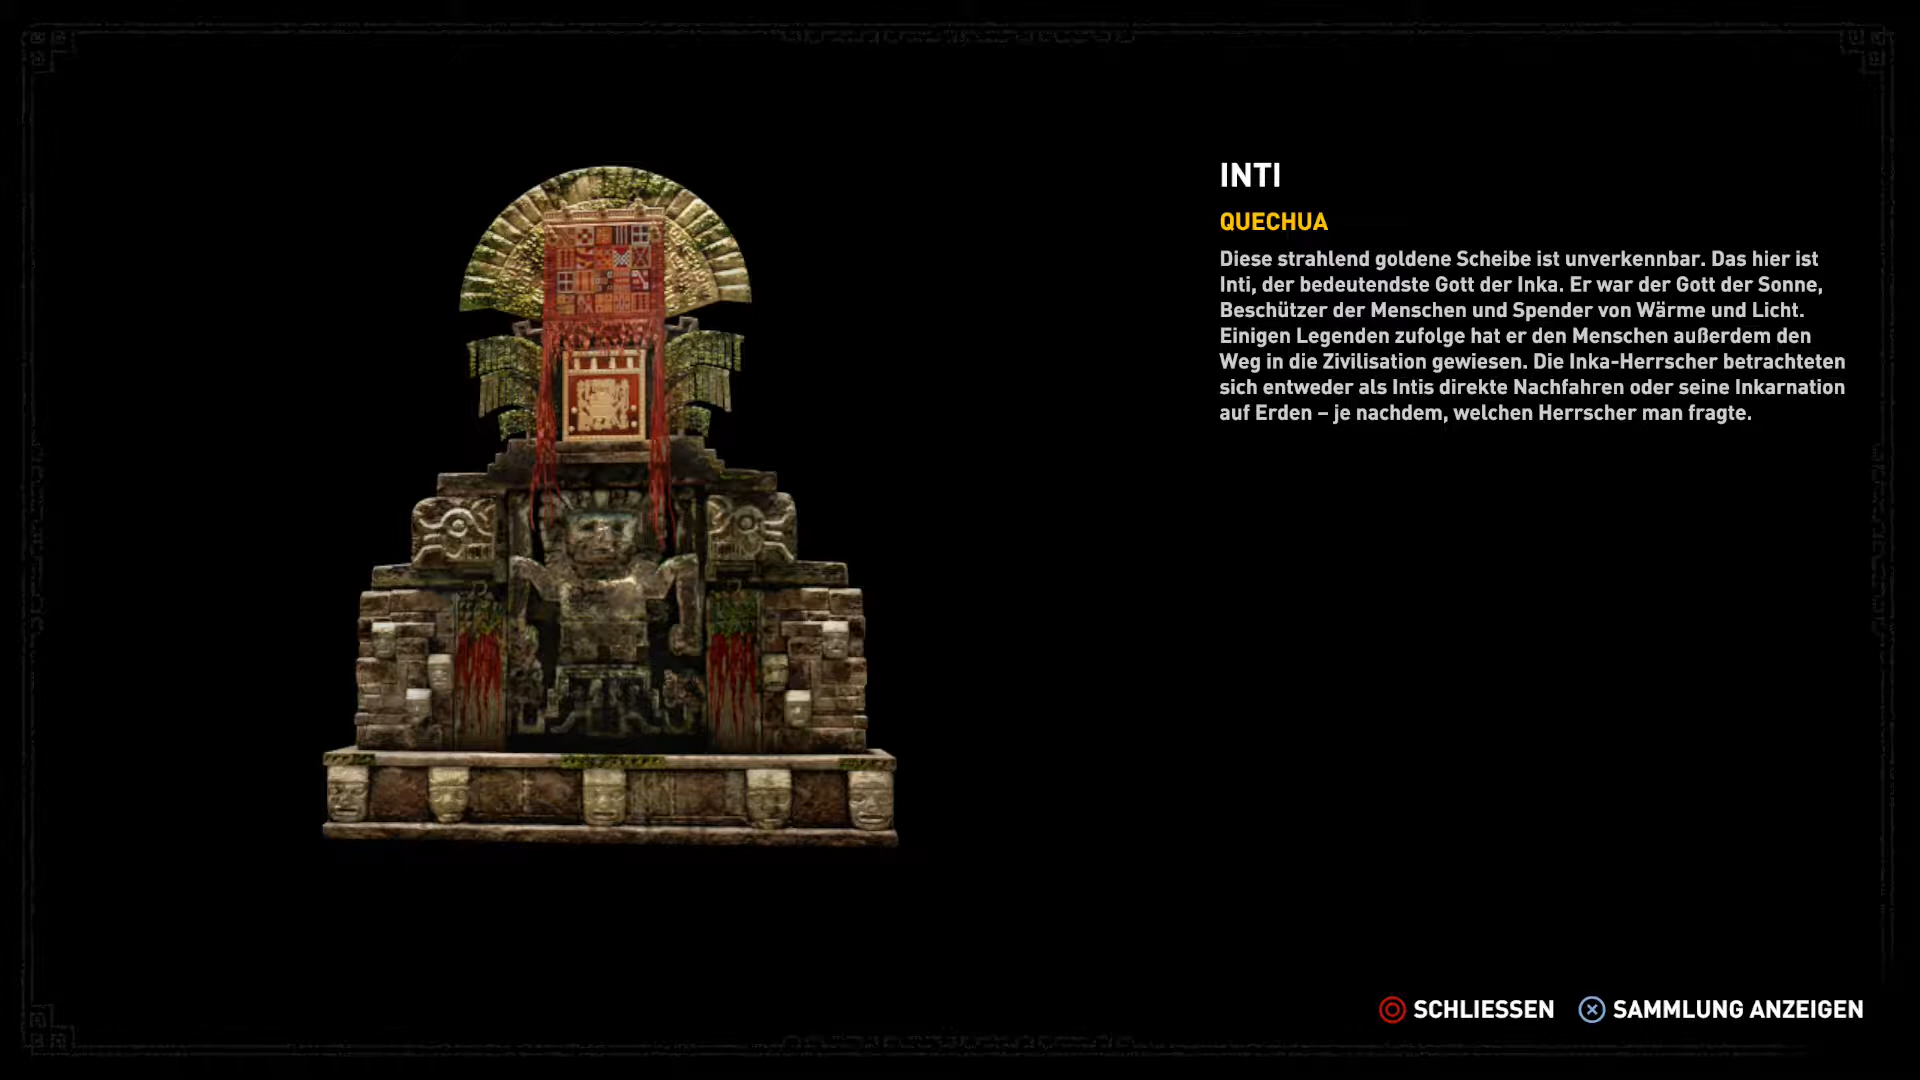 INTI
QUECHUA
Diese strahlend goldene Scheibe ist unverkennbar. Das hier ist
Inti, der bedeutendste Gott der Inka. Er war der Gott der Sonne,
Beschützer der Menschen und Spender von Wärme und Licht.
Einigen Legenden zufolge hat er den Menschen außerdem den
Weg in die Zivilisation gewiesen. Die Inka-Herrscher betrachteten
sich entweder als Intis direkte Nachfahren oder seine Inkarnation
auf Erden – je nachdem, welchen Herrscher man fragte.
SCHLIESSEN SAMMLUNG ANZEIGEN